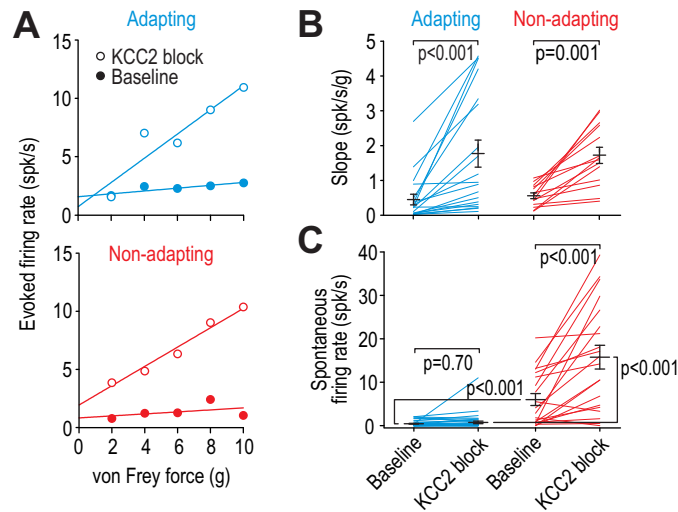 A
Adapting
KCC2 block
Baseline
15
10
5
0
Non-adapting
15
10
5
0
Evoked firing rate (spk/s)
0 2 4 6 8 10
von Frey force (g)
B
Adapting Non-adapting
p<0.001 p=0.001
5
4
3
2
1
0
Slope (spk/s/g)
C
40
30
20
10
0
Spontaneous
firing rate (spk/s)
p<0.001
p=0.70
p<0.001
p<0.001
Baseline
KCC2 block
Baseline
KCC2 block